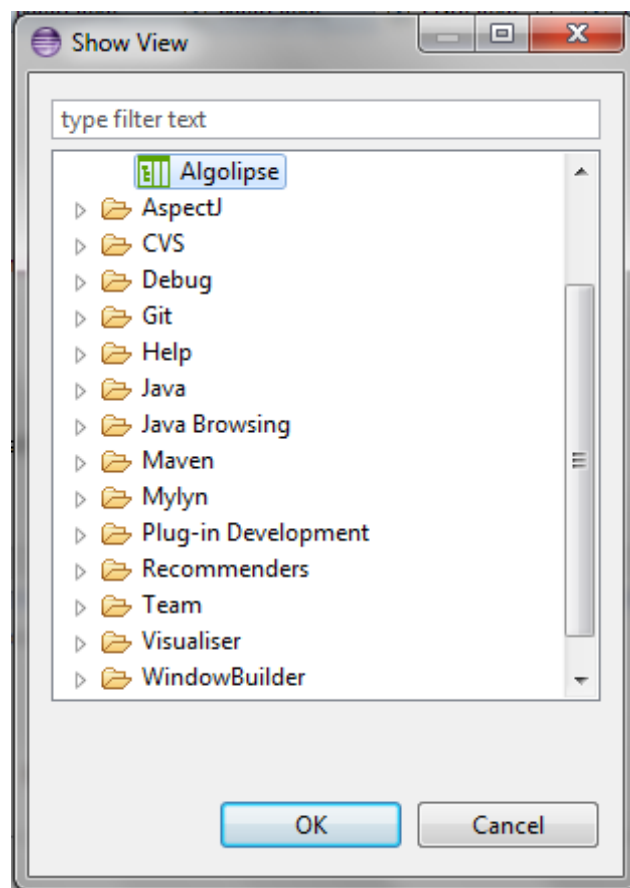 Show View
type filter text
Algolipse
AspectJ
CVS
Debug
Git
Help
Java
Java Browsing
Maven
Mylyn
Plug-in Development
Recommenders
Team
Visualiser
WindowBuilder
OK Cancel